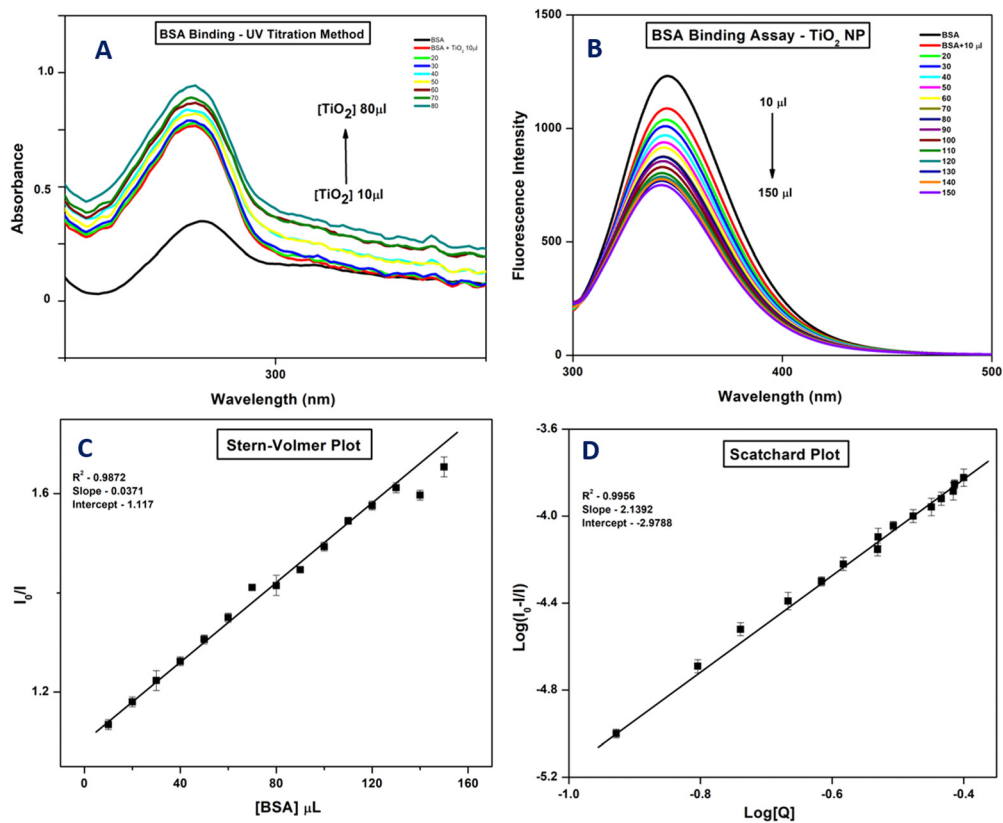 A
BSA Binding - UV Titration Method
BSA
BSA + TiO₂ 10µl
20
30
40
50
60
70
80
[TiO₂] 80µl
[TiO₂] 10µl
1.0
0.5
0
Absorbance
300
Wavelength (nm)
B
BSA Binding Assay - TiO₂ NP
BSA
BSA+10 µl
20
30
40
50
60
70
80
90
100
110
120
130
140
150
10 µl
150 µl
1500
1000
500
0
Fluorescence Intensity
300
400
500
Wavelength (nm)
C
Stern-Volmer Plot
R² - 0.9872
Slope - 0.0371
Intercept - 1.117
1.6
1.2
I₀/I
0
40
80
120
160
[BSA] µL
D
Scatchard Plot
R² - 0.9956
Slope - 2.1392
Intercept - -2.9788
-3.6
-4.0
-4.4
-4.8
-5.2
Log(I₀-I/I)
-1.0
-0.8
-0.6
-0.4
Log[Q]